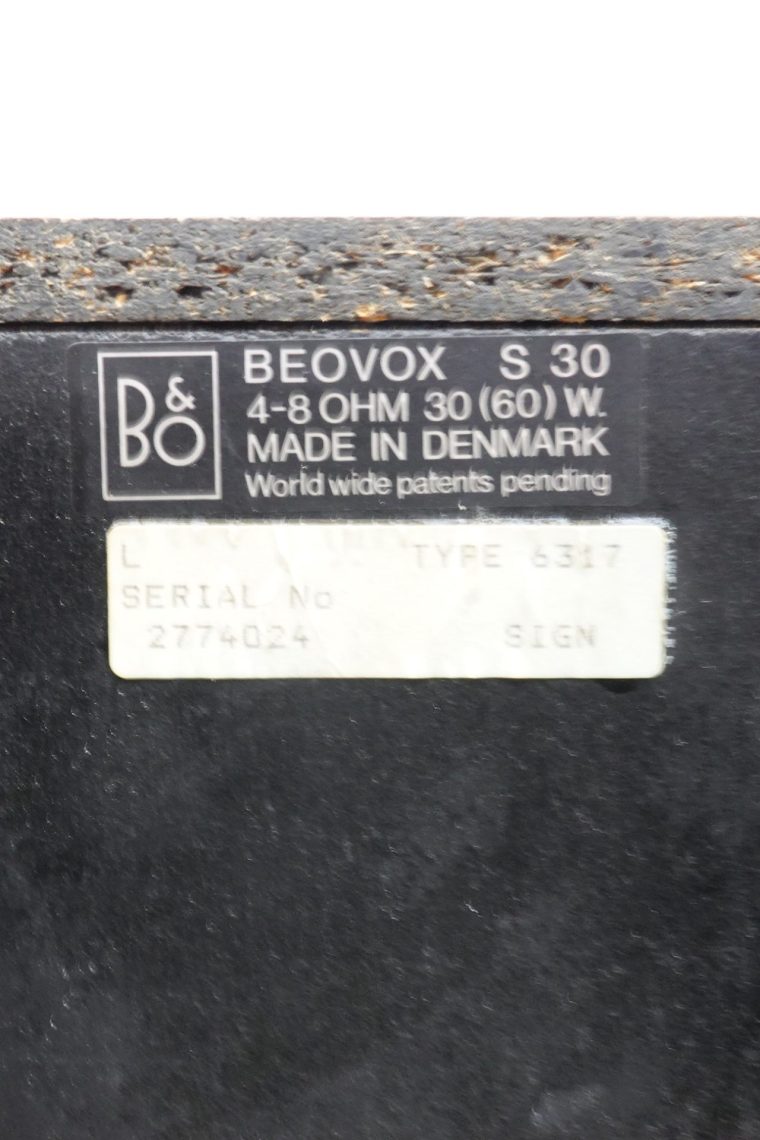 B&O
BEOVOX S 30
4-8 OHM 30 (60) W.
MADE IN DENMARK
World wide patents pending
L TYPE 6317
SERIAL No
2774024 SIGN